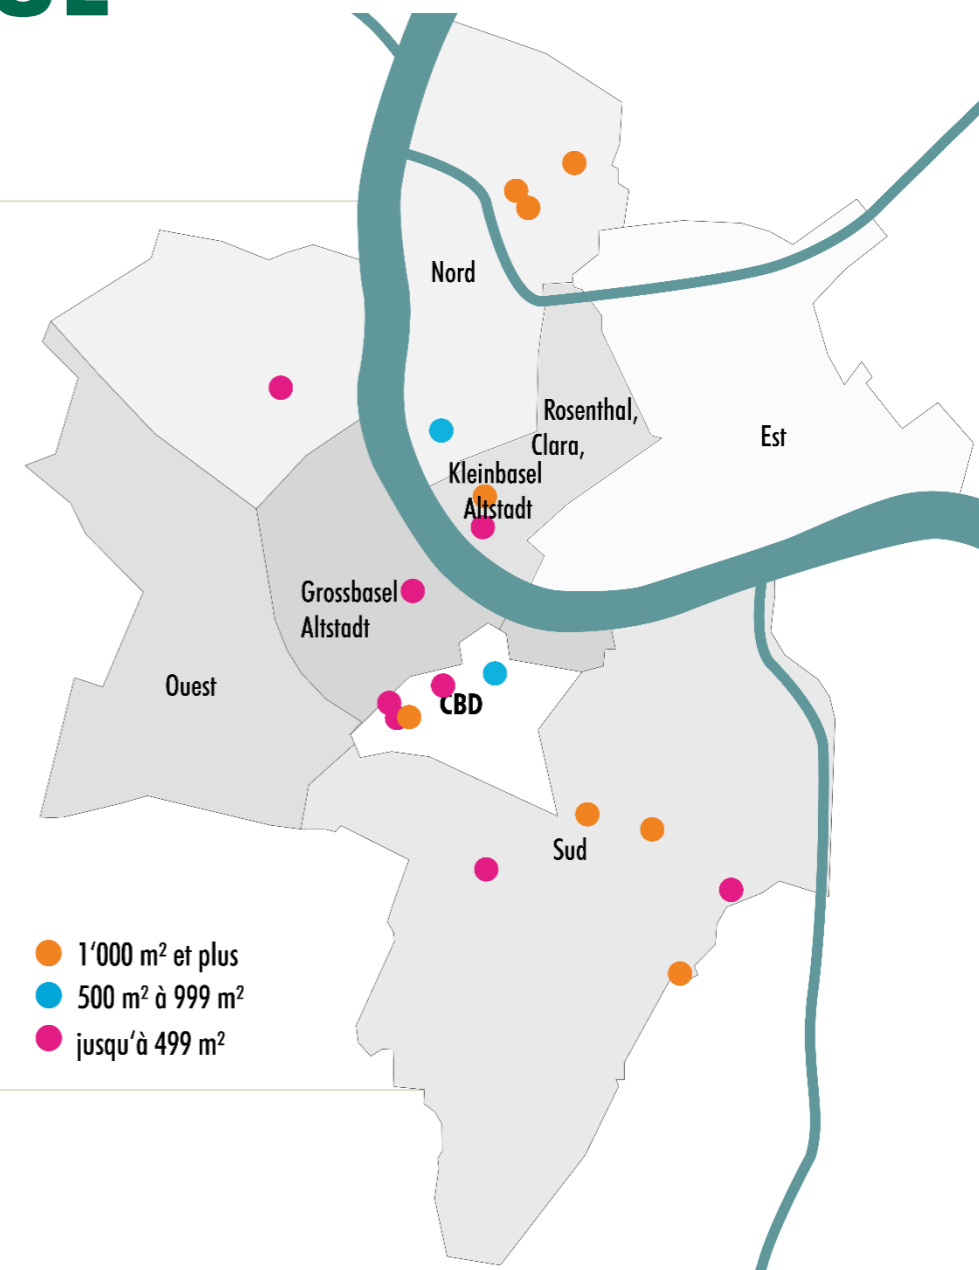 Nord
Rosenthal,
Clara,
Est
Kleinbasel
Altstadt
Grossbasel
Altstadt
Ouest
CBD
Sud
1‘000 m² et plus
500 m² à 999 m²
jusqu‘à 499 m²